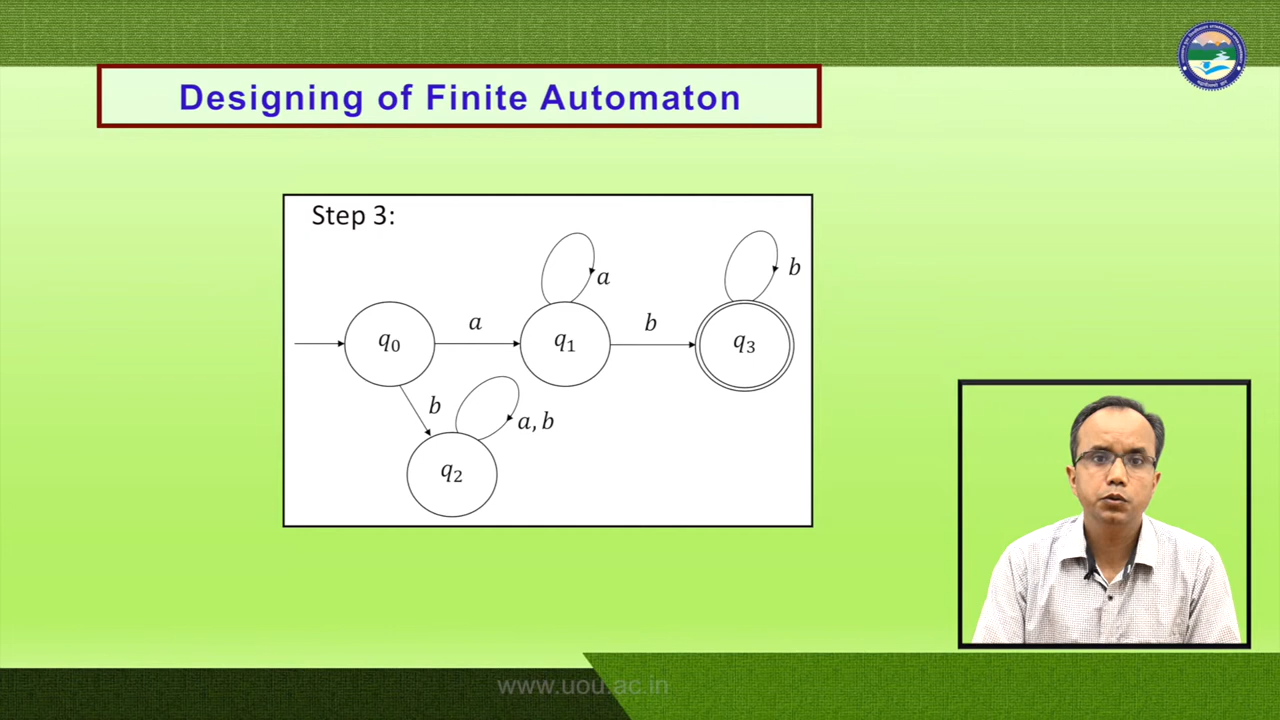 Designing of Finite Automaton
Step 3:
a
b
q0
a
q1
b
q3
b
a, b
q2
www.uou.ac.in